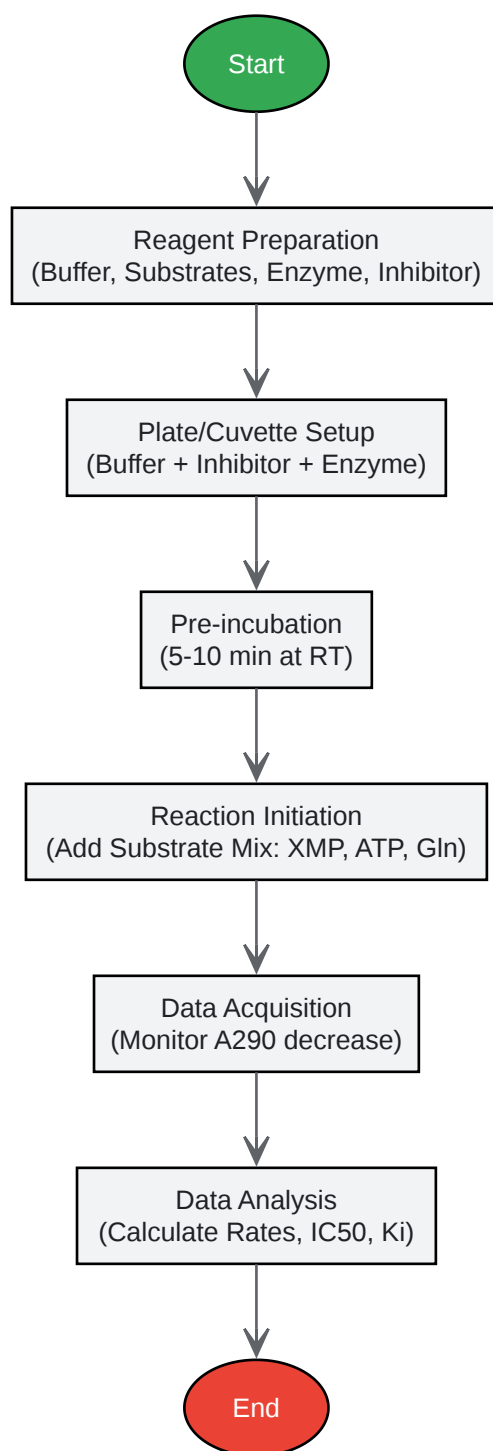 Start
Reagent Preparation
(Buffer, Substrates, Enzyme, Inhibitor)
Plate/Cuvette Setup
(Buffer + Inhibitor + Enzyme)
Pre-incubation
(5-10 min at RT)
Reaction Initiation
(Add Substrate Mix: XMP, ATP, Gln)
Data Acquisition
(Monitor A290 decrease)
Data Analysis
(Calculate Rates, IC50, Ki)
End